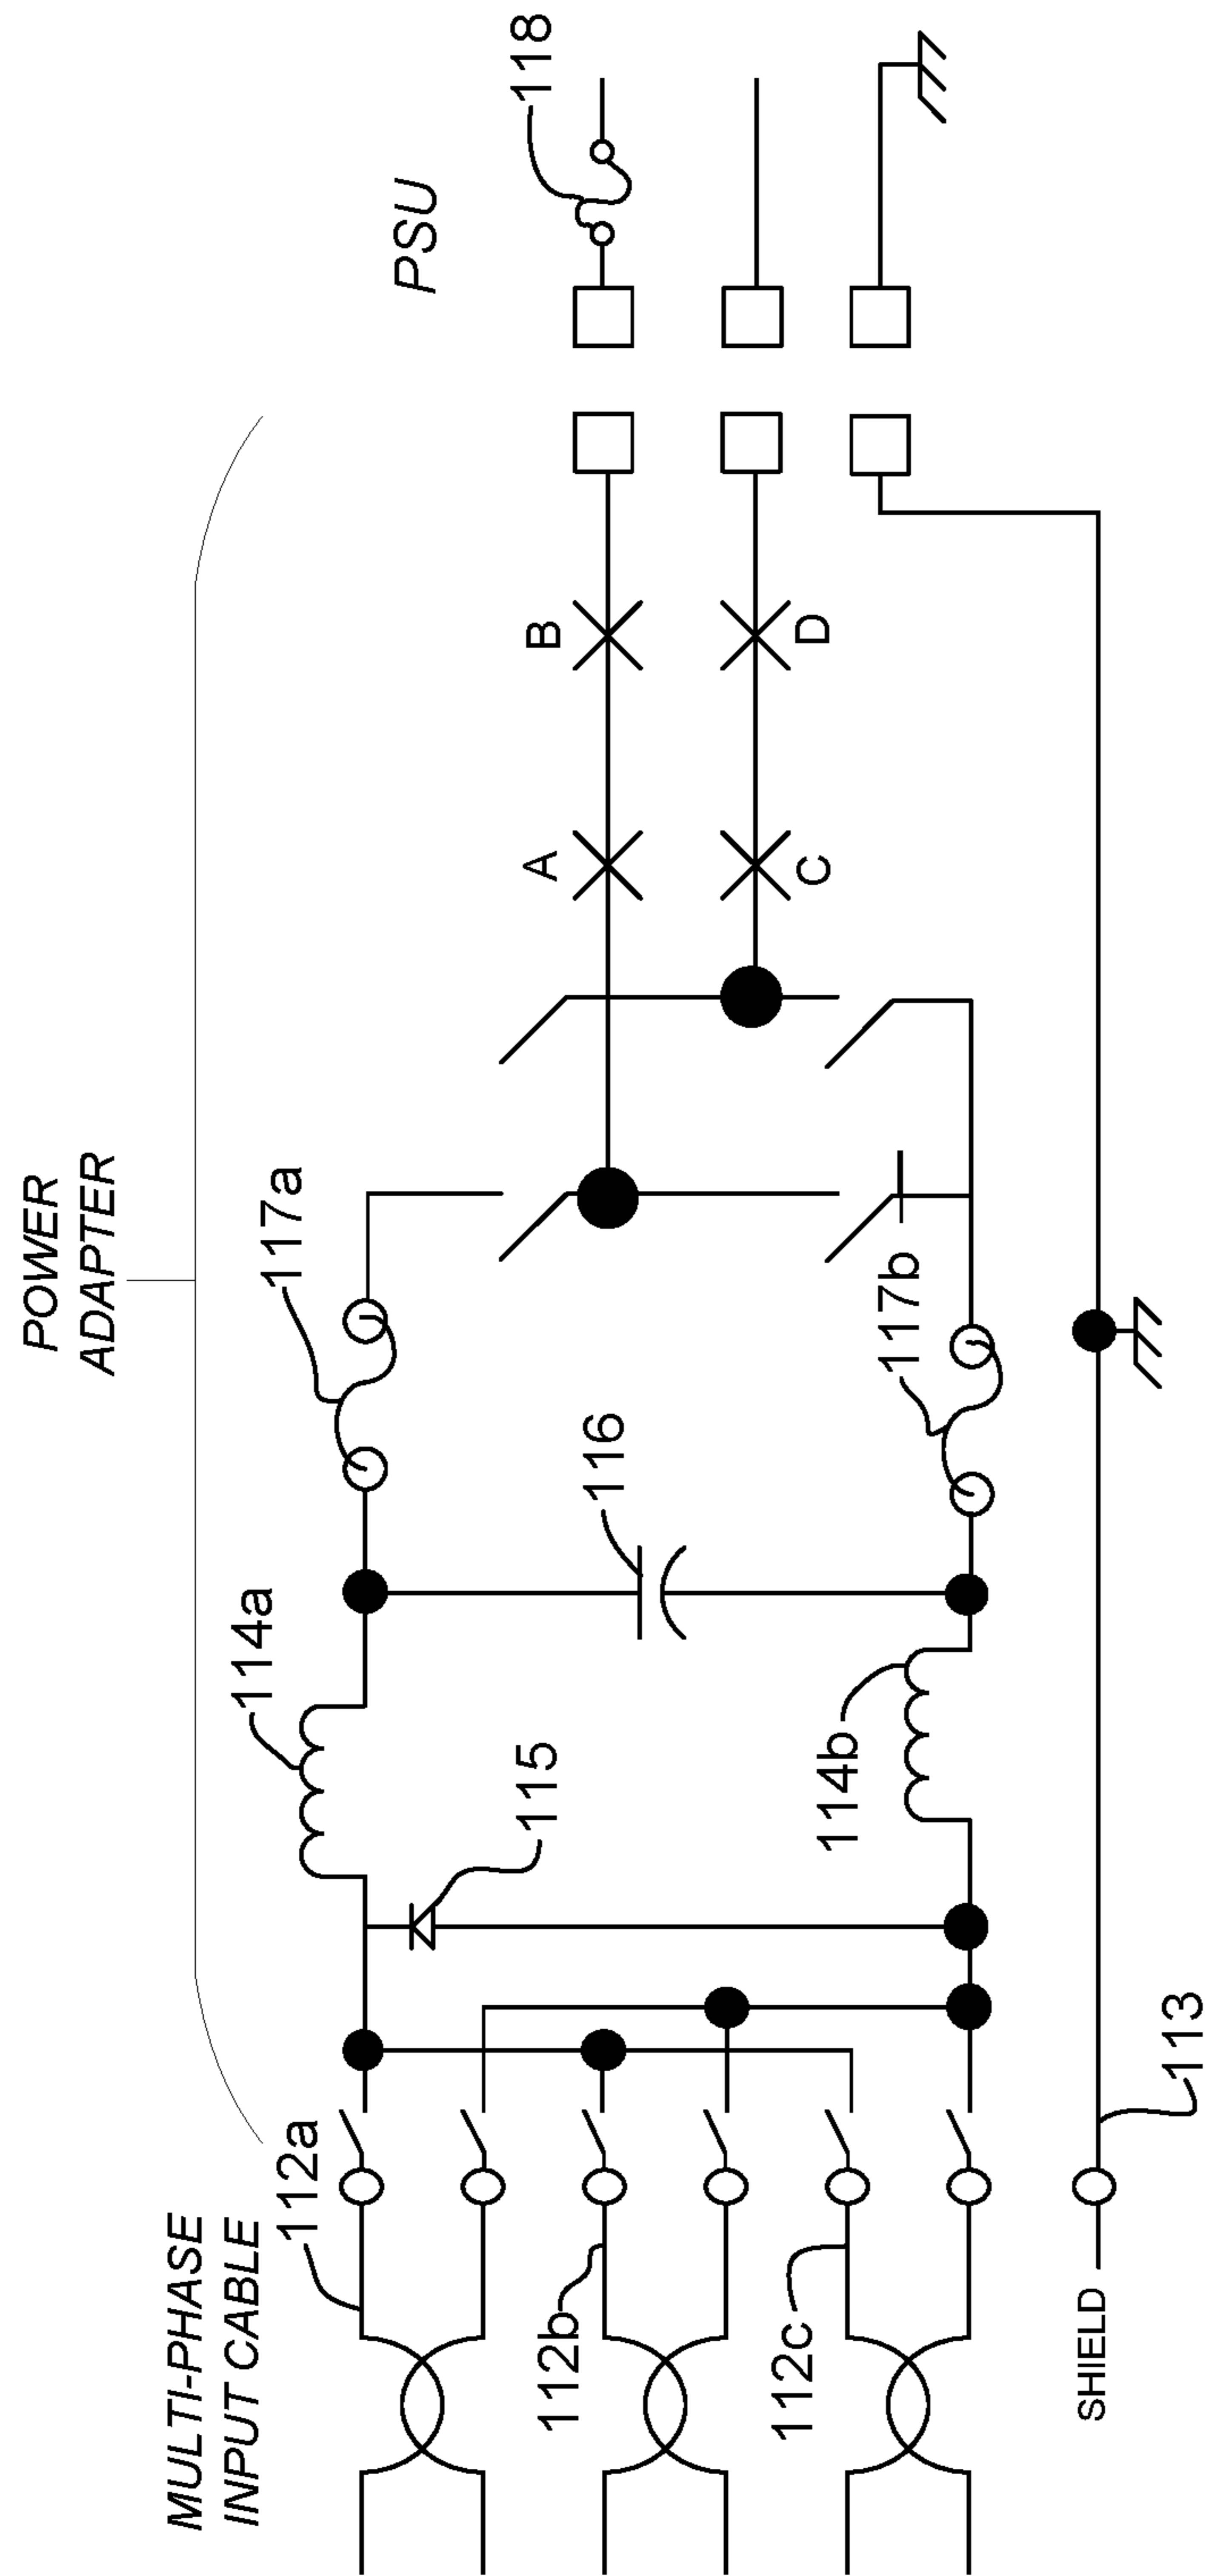 POWER
ADAPTER
PSU
118
MULTI-PHASE
INPUT CABLE
112a
114a
117a
115
116
B
A
D
C
112b
114b
117b
112c
SHIELD
113